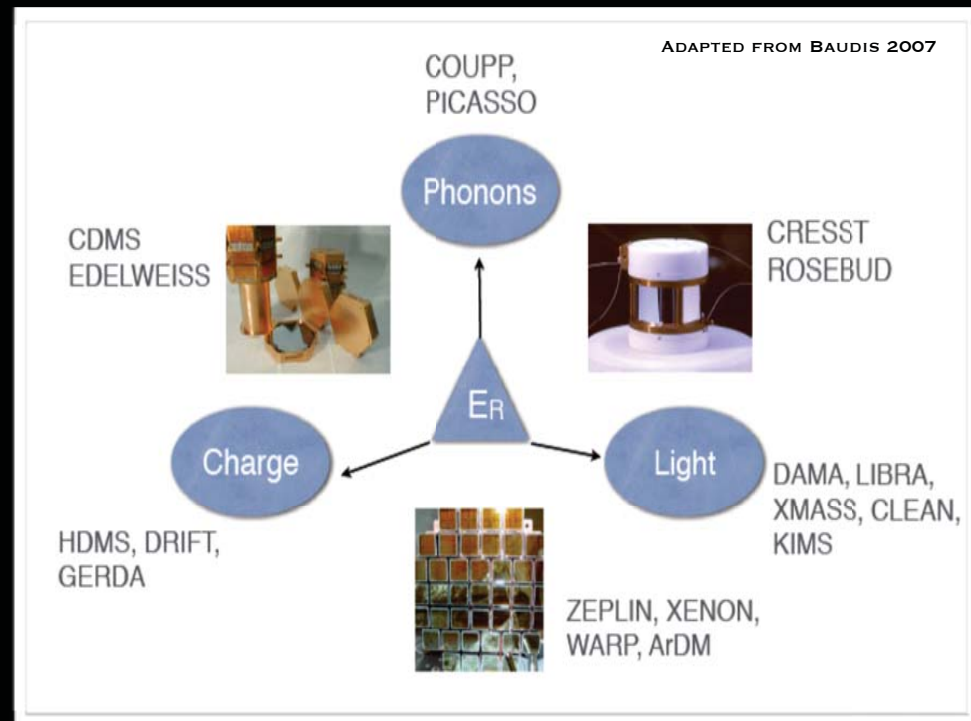 Adapted from Baudis 2007
COUPP,
PICASSO
Phonons
CDMS
EDELWEISS
CRESST
ROSEBUD
ER
Charge
Light
DAMA, LIBRA,
XMASS, CLEAN,
KIMS
HDMS, DRIFT,
GERDA
ZEPLIN, XENON,
WARP, ArDM